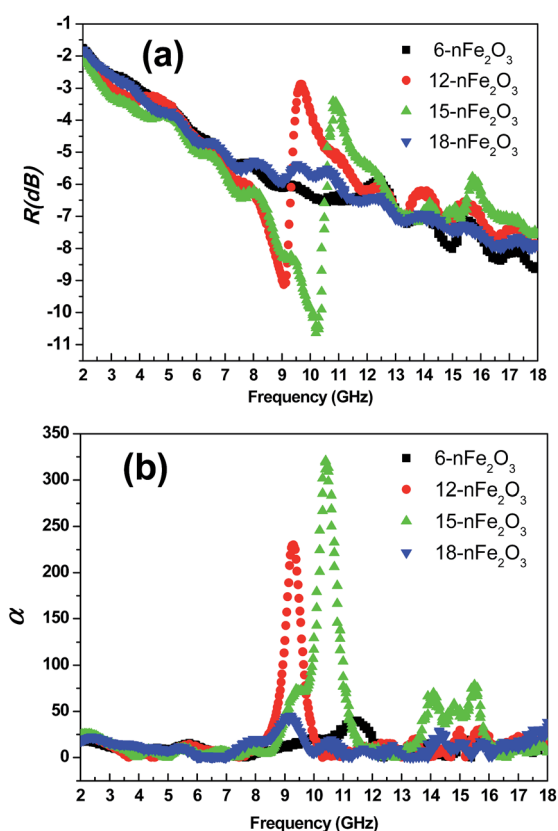 (a)
6-nFe₂O₃
12-nFe₂O₃
15-nFe₂O₃
18-nFe₂O₃
R(dB)
-1
-2
-3
-4
-5
-6
-7
-8
-9
-10
-11
2 3 4 5 6 7 8 9 10 11 12 13 14 15 16 17 18
Frequency (GHz)
(b)
6-nFe₂O₃
12-nFe₂O₃
15-nFe₂O₃
18-nFe₂O₃
α
350
300
250
200
150
100
50
0
2 3 4 5 6 7 8 9 10 11 12 13 14 15 16 17 18
Frequency (GHz)